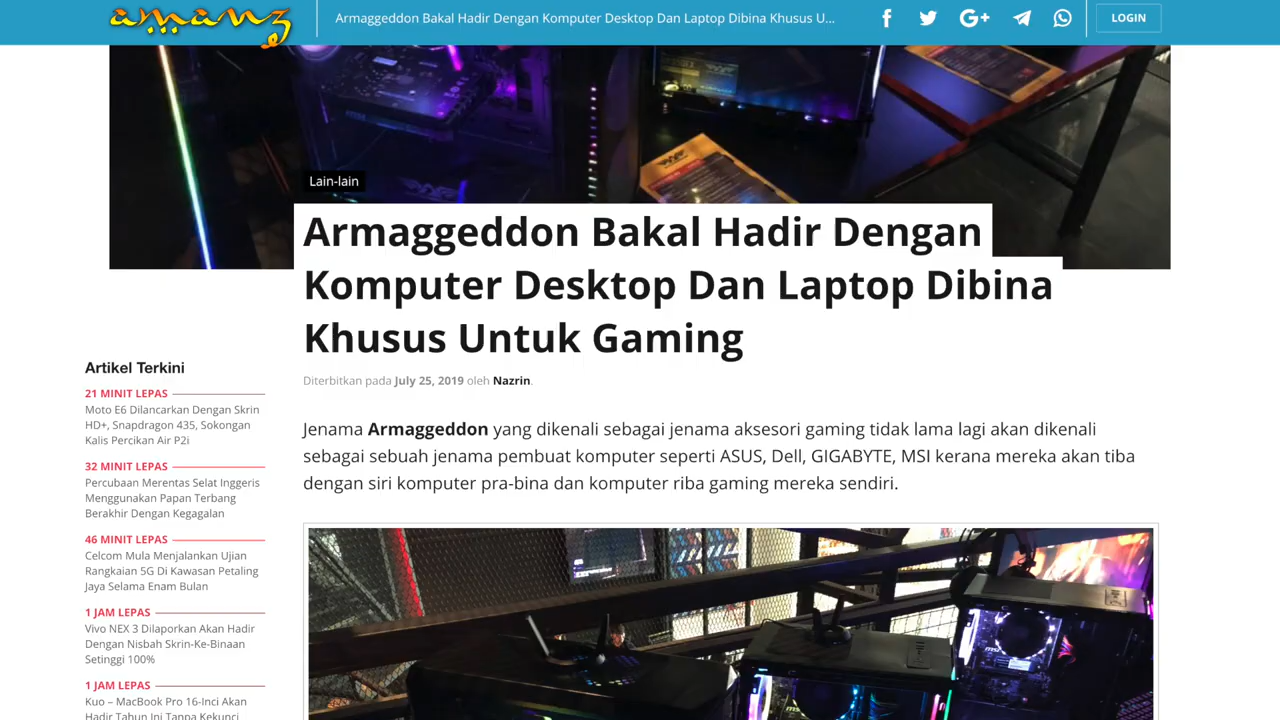 amanz
Armaggeddon Bakal Hadir Dengan Komputer Desktop Dan Laptop Dibina Khusus U...
LOGIN
Lain-lain
Armaggeddon Bakal Hadir Dengan
Komputer Desktop Dan Laptop Dibina
Khusus Untuk Gaming
Diterbitkan pada July 25, 2019 oleh Nazrin.
Jenama Armaggeddon yang dikenali sebagai jenama aksesori gaming tidak lama lagi akan dikenali
sebagai sebuah jenama pembuat komputer seperti ASUS, Dell, GIGABYTE, MSI kerana mereka akan tiba
dengan siri komputer pra-bina dan komputer riba gaming mereka sendiri.
Artikel Terkini
21 MINIT LEPAS
Moto E6 Dilancarkan Dengan Skrin
HD+, Snapdragon 435, Sokongan
Kalis Percikan Air P2i
32 MINIT LEPAS
Percubaan Merentas Selat Inggeris
Menggunakan Papan Terbang
Berakhir Dengan Kegagalan
46 MINIT LEPAS
Celcom Mula Menjalankan Ujian
Rangkaian 5G Di Kawasan Petaling
Jaya Selama Enam Bulan
1 JAM LEPAS
Vivo NEX 3 Dilaporkan Akan Hadir
Dengan Nisbah Skrin-Ke-Binaan
Setinggi 100%
1 JAM LEPAS
Kuo – MacBook Pro 16-Inci Akan
Hadir Tahun Ini Tanpa Kekunci
msi